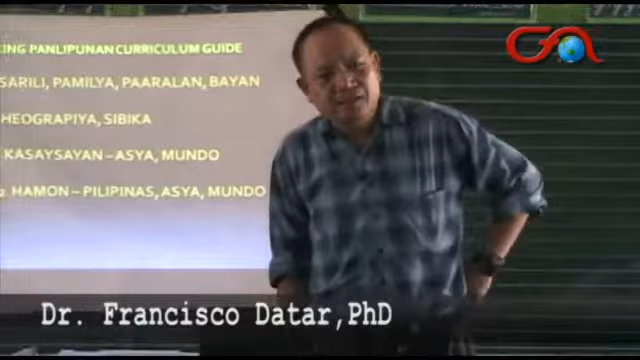 PANLIPUNAN CURRICULUM GUIDE
SARILI, PAMILYA, PAARALAN, BAYAN
HEOGRAPIYA, SIBIKA
KASAYSAYAN – ASYA, MUNDO
HAMON – PILIPINAS, ASYA, MUNDO
Dr. Francisco Datar,PhD